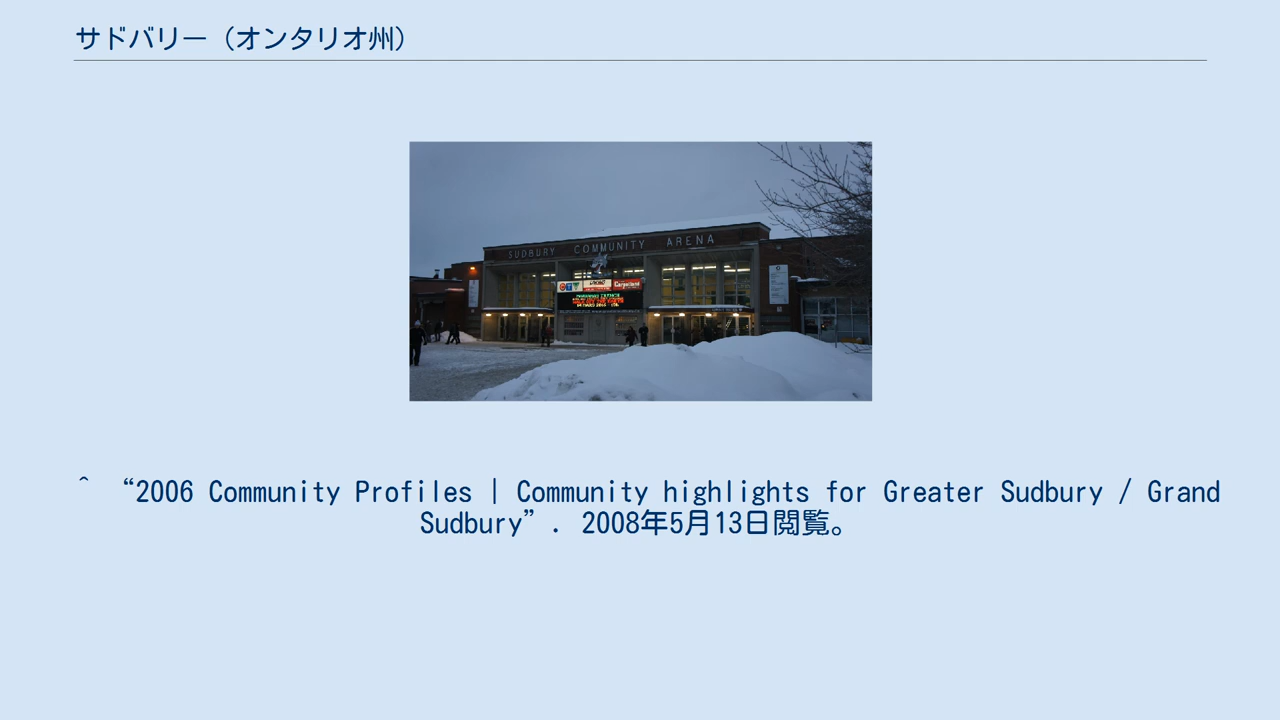 サドバリー（オンタリオ州）
SUDBURY COMMUNITY ARENA
^ “2006 Community Profiles | Community highlights for Greater Sudbury / Grand
Sudbury”. 2008年5月13日閲覧。